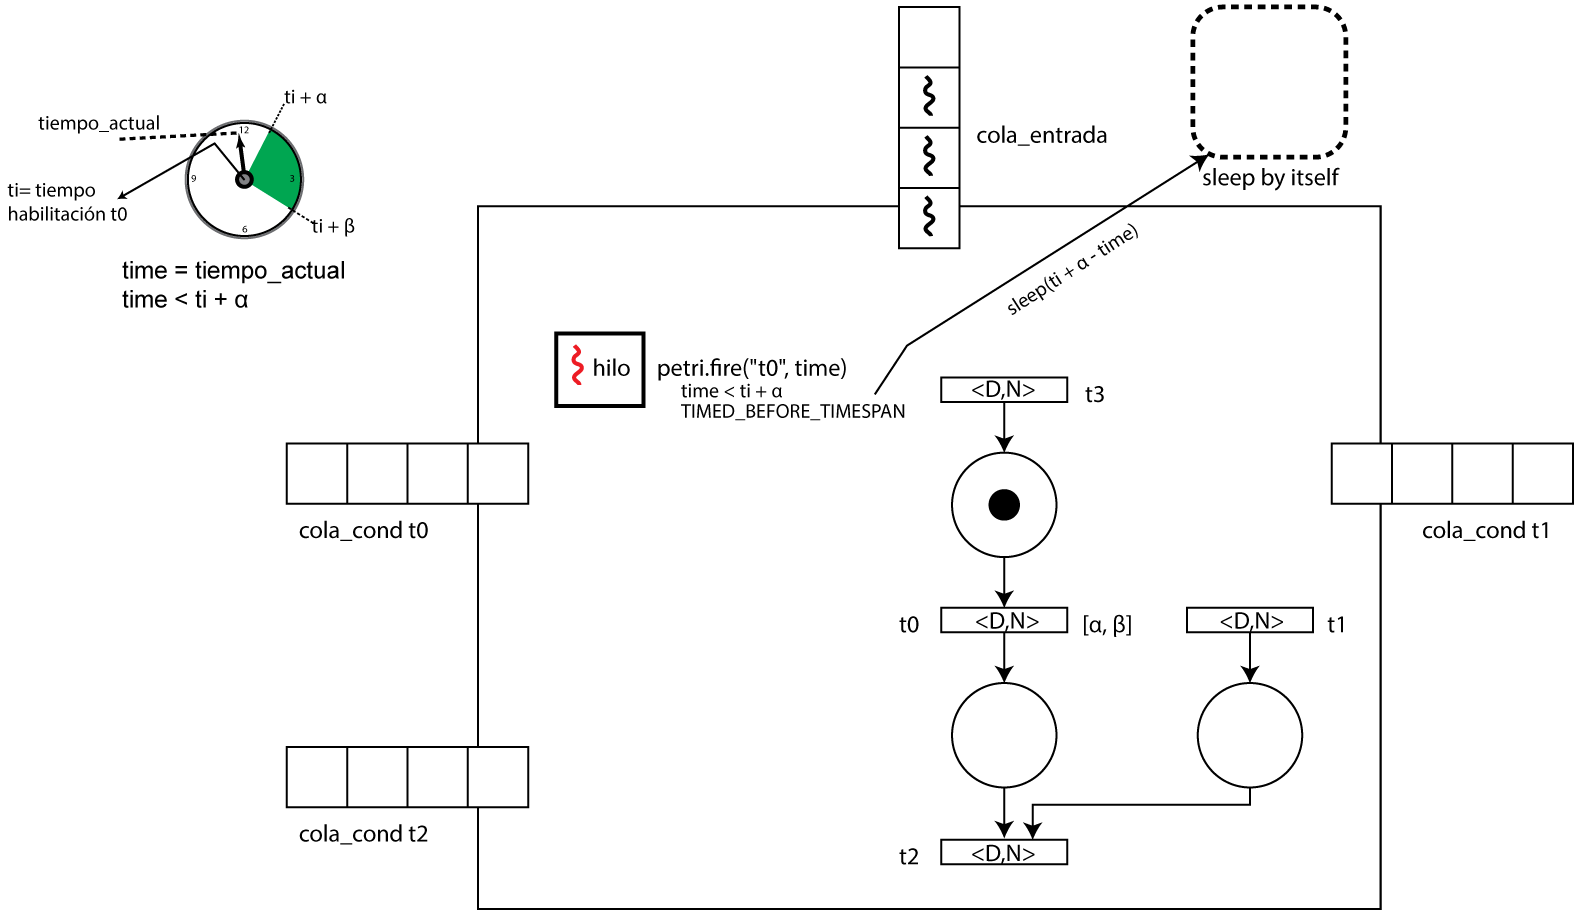 ti + α
tiempo_actual
12
9
3
6
ti= tiempo
habilitación t0
ti + β
time = tiempo_actual
time < ti + α
cola_entrada
sleep by itself
sleep(ti + α - time)
hilo
petri.fire("t0", time)
time < ti + α
TIMED_BEFORE_TIMESPAN
<D,N>
t3
cola_cond t0
cola_cond t1
t0
<D,N>
[α, β]
<D,N>
t1
cola_cond t2
t2
<D,N>